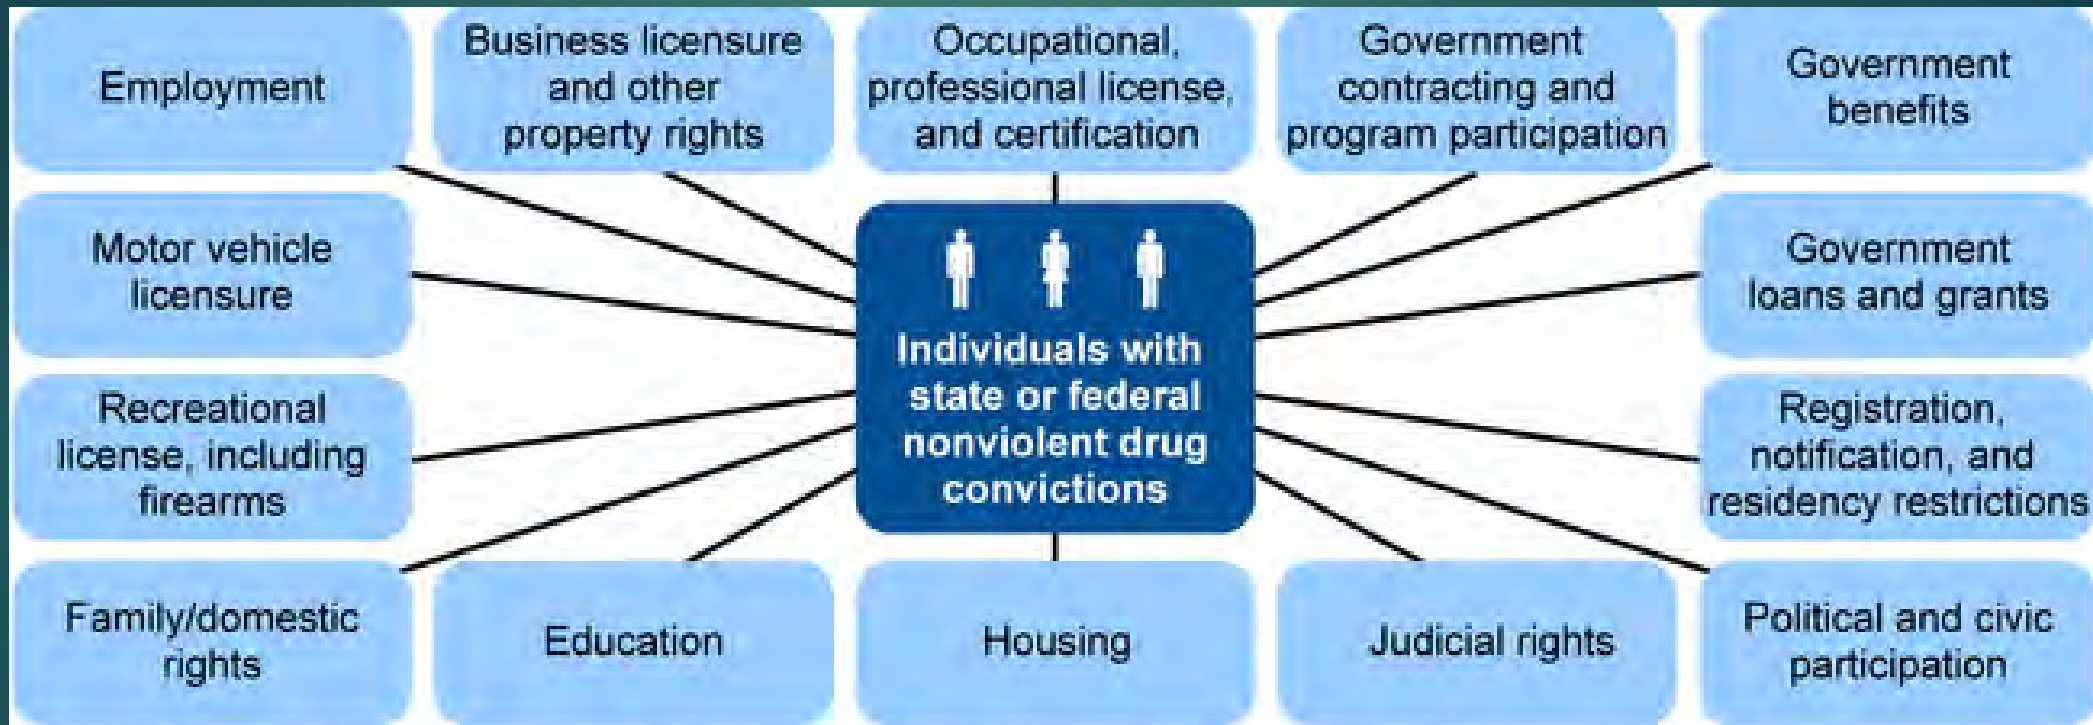 Employment
Business licensure
and other
property rights
Occupational,
professional license,
and certification
Government
contracting and
program participation
Government
benefits
Motor vehicle
licensure
Government
loans and grants
Individuals with
state or federal
nonviolent drug
convictions
Recreational
license, including
firearms
Registration,
notification, and
residency restrictions
Family/domestic
rights
Education
Housing
Judicial rights
Political and civic
participation